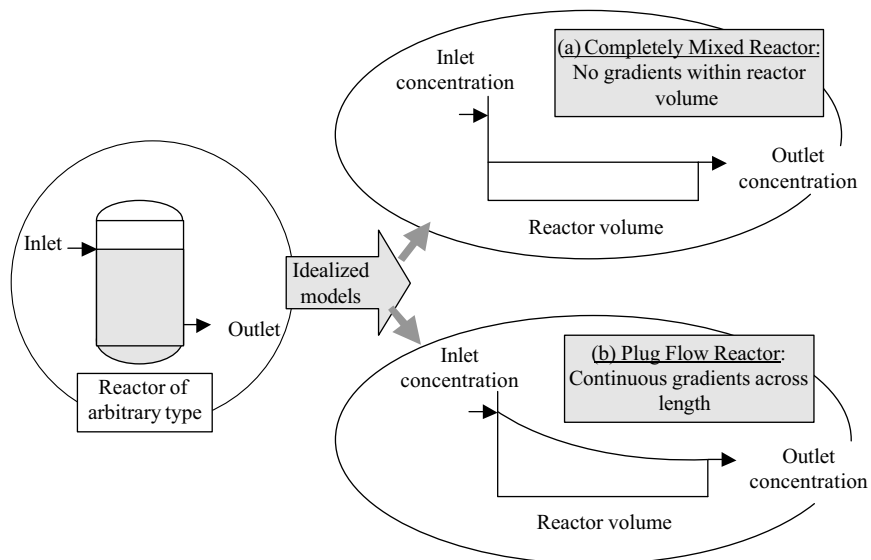 Inlet
Outlet
Reactor of
arbitrary type
Idealized
models
(a) Completely Mixed Reactor:
No gradients within reactor
volume
Inlet
concentration
Outlet
concentration
Reactor volume
(b) Plug Flow Reactor:
Continuous gradients across
length
Inlet
concentration
Outlet
concentration
Reactor volume